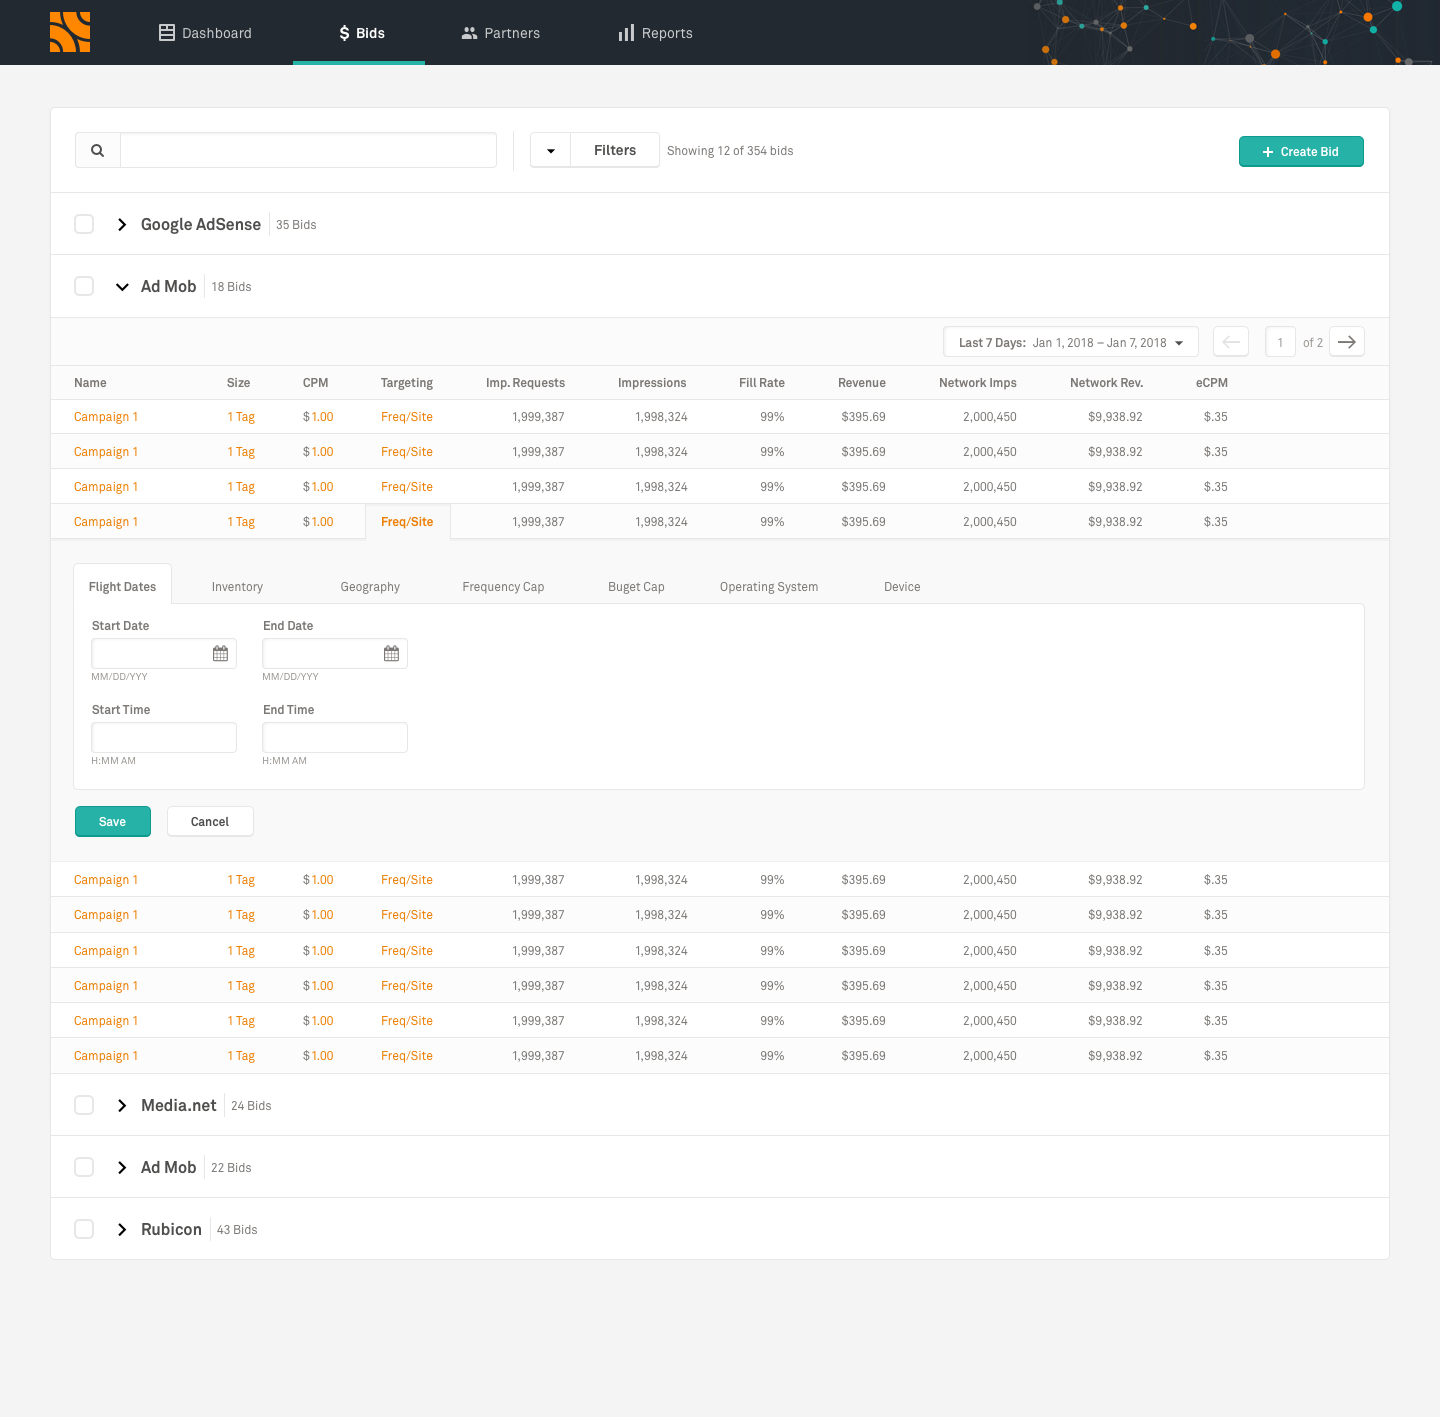 Dashboard $ Bids Partners Reports
Filters Showing 12 of 354 bids + Create Bid
Google AdSense 35 Bids
Ad Mob 18 Bids
Last 7 Days: Jan 1, 2018 – Jan 7, 2018 1 of 2
Name Size CPM Targeting Imp. Requests Impressions Fill Rate Revenue Network Imps Network Rev. eCPM
Campaign 1 1 Tag $1.00 Freq/Site 1,999,387 1,998,324 99% $395.69 2,000,450 $9,938.92 $.35
Campaign 1 1 Tag $1.00 Freq/Site 1,999,387 1,998,324 99% $395.69 2,000,450 $9,938.92 $.35
Campaign 1 1 Tag $1.00 Freq/Site 1,999,387 1,998,324 99% $395.69 2,000,450 $9,938.92 $.35
Campaign 1 1 Tag $1.00 Freq/Site 1,999,387 1,998,324 99% $395.69 2,000,450 $9,938.92 $.35
Flight Dates Inventory Geography Frequency Cap Buget Cap Operating System Device
Start Date End Date
MM/DD/YYY MM/DD/YYY
Start Time End Time
H:MM AM H:MM AM
Save Cancel
Campaign 1 1 Tag $1.00 Freq/Site 1,999,387 1,998,324 99% $395.69 2,000,450 $9,938.92 $.35
Campaign 1 1 Tag $1.00 Freq/Site 1,999,387 1,998,324 99% $395.69 2,000,450 $9,938.92 $.35
Campaign 1 1 Tag $1.00 Freq/Site 1,999,387 1,998,324 99% $395.69 2,000,450 $9,938.92 $.35
Campaign 1 1 Tag $1.00 Freq/Site 1,999,387 1,998,324 99% $395.69 2,000,450 $9,938.92 $.35
Campaign 1 1 Tag $1.00 Freq/Site 1,999,387 1,998,324 99% $395.69 2,000,450 $9,938.92 $.35
Campaign 1 1 Tag $1.00 Freq/Site 1,999,387 1,998,324 99% $395.69 2,000,450 $9,938.92 $.35
Media.net 24 Bids
Ad Mob 22 Bids
Rubicon 43 Bids